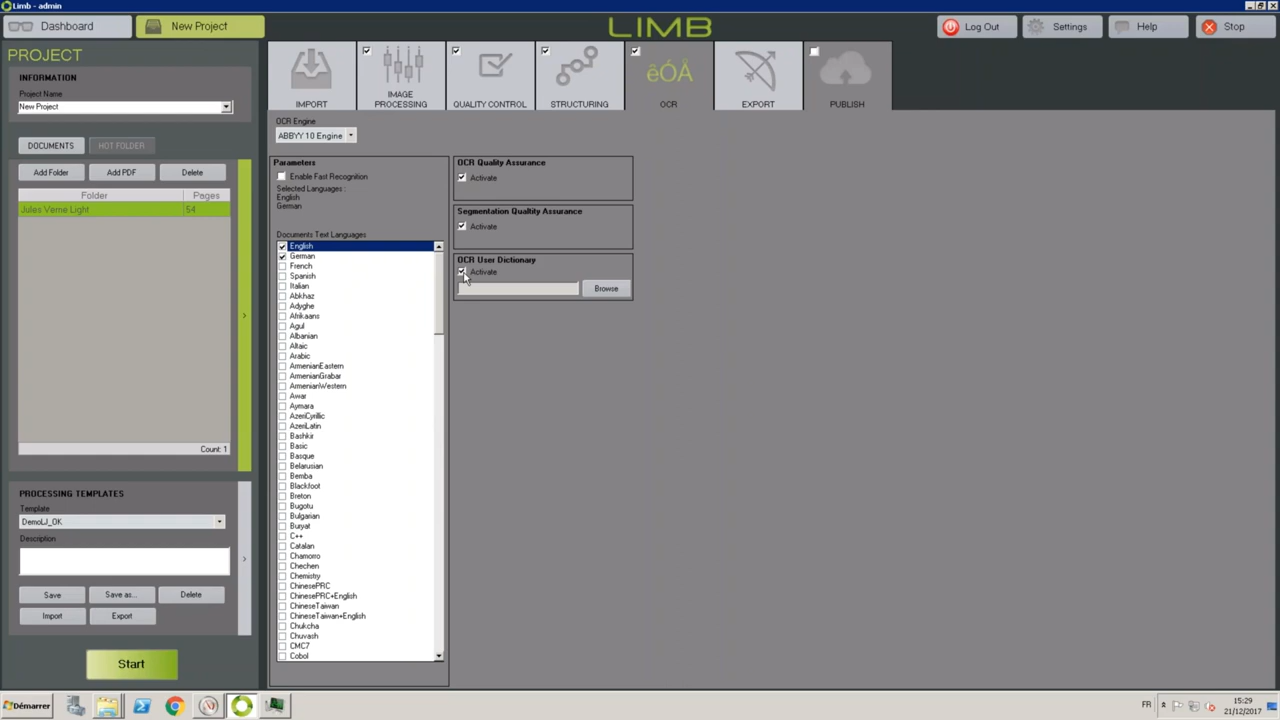 Limb - admin
Dashboard
New Project
LIMB
Log Out
Settings
Help
Stop
PROJECT
INFORMATION
Project Name
New Project
DOCUMENTS
HOT FOLDER
Add Folder
Add PDF
Delete
Folder
Pages
Jules Verne Light
54
Count: 1
PROCESSING TEMPLATES
Template
DemoLJ_OK
Description
Save
Save as...
Delete
Import
Export
Start
IMPORT
IMAGE
PROCESSING
QUALITY CONTROL
STRUCTURING
êÓÅ
OCR
EXPORT
PUBLISH
OCR Engine
ABBYY 10 Engine
Parameters
Enable Fast Recognition
Selected Languages :
English
German
Documents Text Languages
English
German
French
Spanish
Italian
Abkhaz
Adyghe
Afrikaans
Agul
Albanian
Altaic
Arabic
ArmenianEastern
ArmenianGrabar
ArmenianWestern
Awar
Aymara
AzeriCyrillic
AzeriLatin
Bashkir
Basic
Basque
Belarusian
Bemba
Blackfoot
Breton
Bugotu
Bulgarian
Buryat
C++
Catalan
Chamorro
Chechen
Chemistry
ChinesePRC
ChinesePRC+English
ChineseTaiwan
ChineseTaiwan+English
Chukcha
Chuvash
CMC7
Cobol
OCR Quality Assurance
Activate
Segmentation Qualtity Assurance
Activate
OCR User Dictionary
Activate
Browse
Démarrer
FR
15:29
21/12/2017